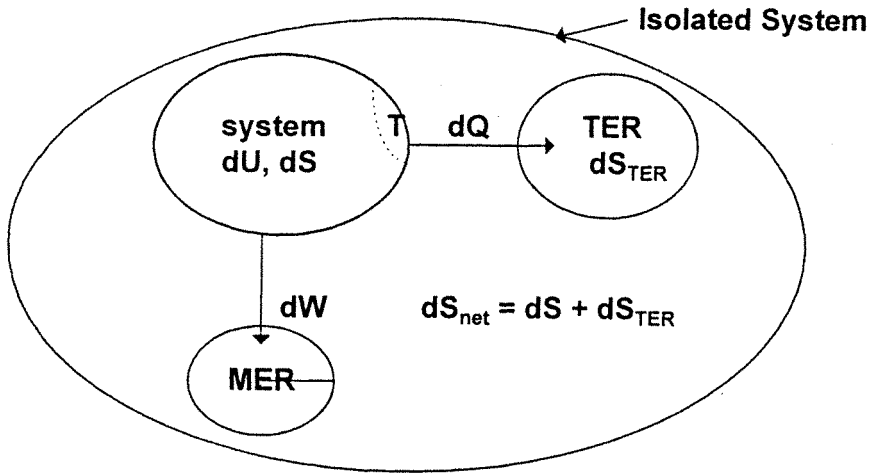 Isolated System
system
dU, dS
T
dQ
TER
dS_TER
dW
dS_net = dS + dS_TER
MER